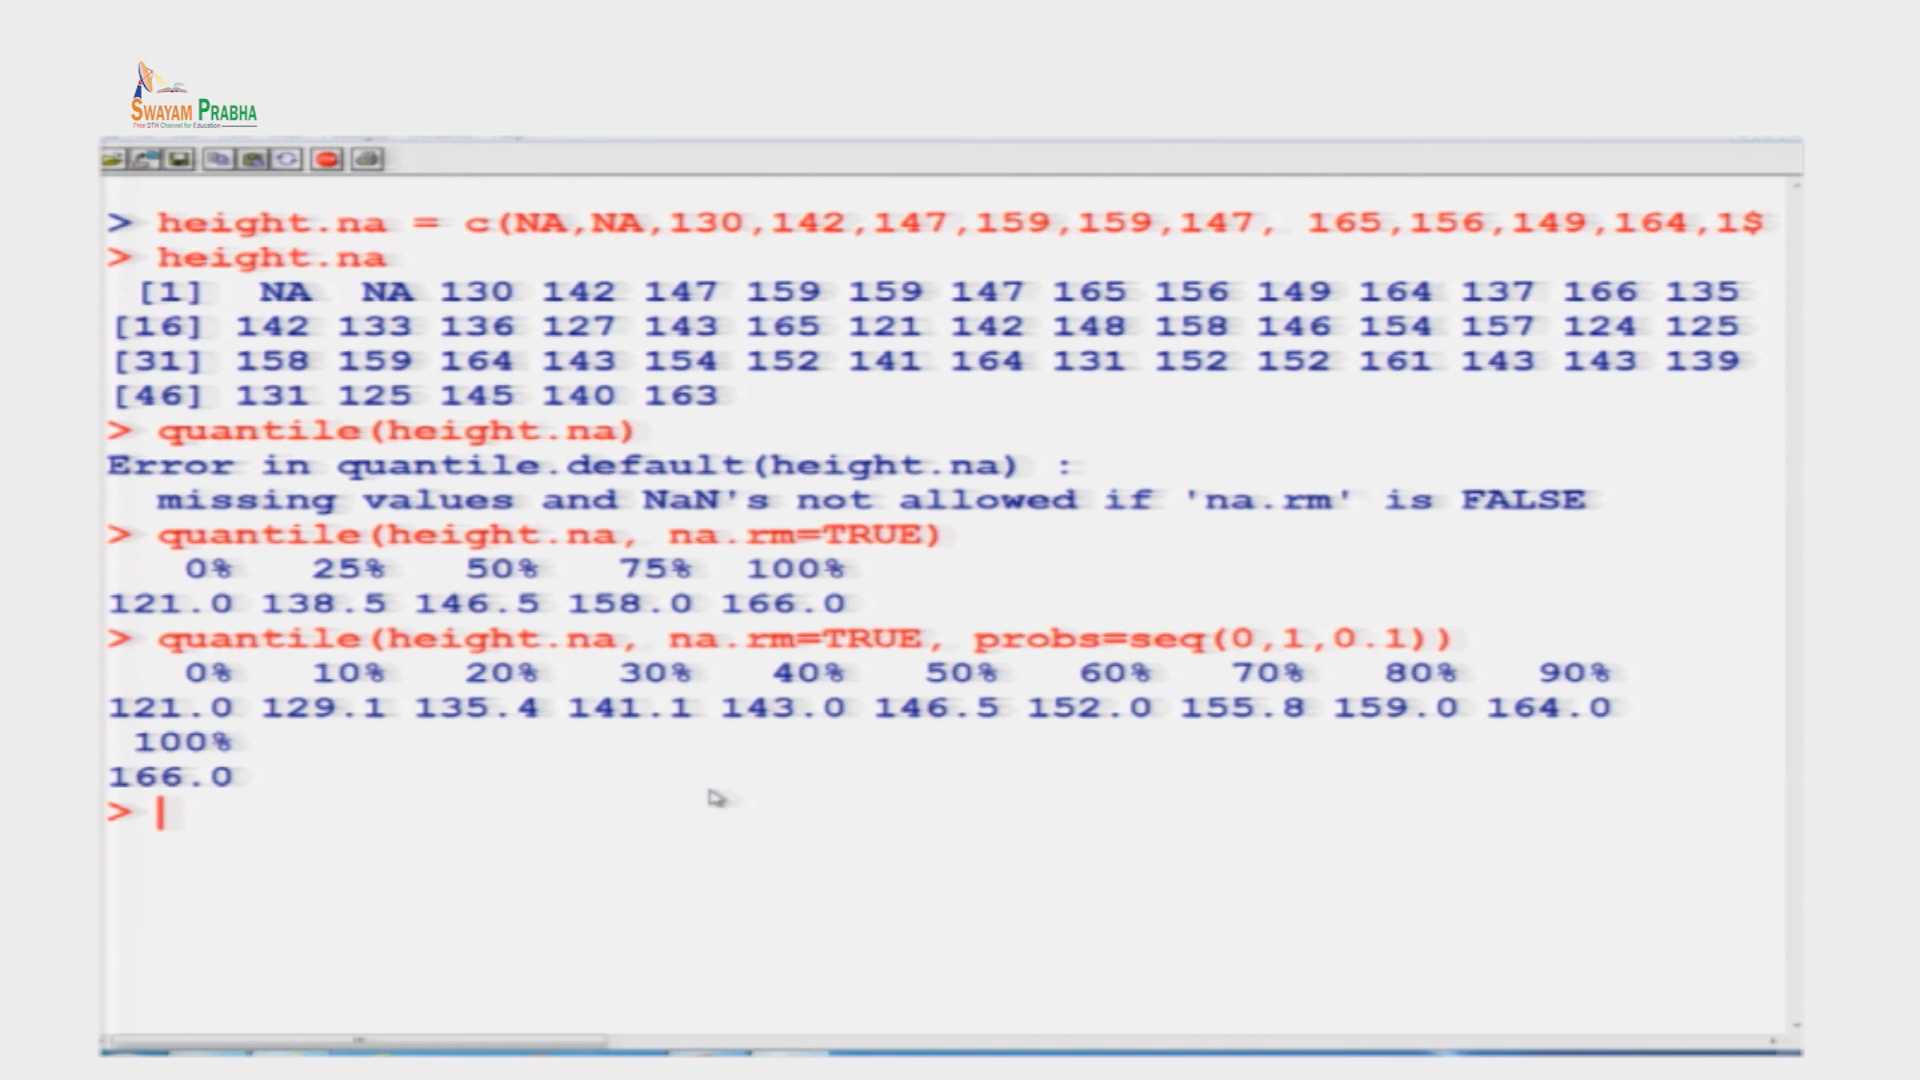 SWAYAM PRABHA
Free DTH Channel for Education
> height.na = c(NA,NA,130,142,147,159,159,147, 165,156,149,164,1$
> height.na
[1] NA NA 130 142 147 159 159 147 165 156 149 164 137 166 135
[16] 142 133 136 127 143 165 121 142 148 158 146 154 157 124 125
[31] 158 159 164 143 154 152 141 164 131 152 152 161 143 143 139
[46] 131 125 145 140 163
> quantile(height.na)
Error in quantile.default(height.na) :
missing values and NaN's not allowed if 'na.rm' is FALSE
> quantile(height.na, na.rm=TRUE)
0% 25% 50% 75% 100%
121.0 138.5 146.5 158.0 166.0
> quantile(height.na, na.rm=TRUE, probs=seq(0,1,0.1))
0% 10% 20% 30% 40% 50% 60% 70% 80% 90%
121.0 129.1 135.4 141.1 143.0 146.5 152.0 155.8 159.0 164.0
100%
166.0
>